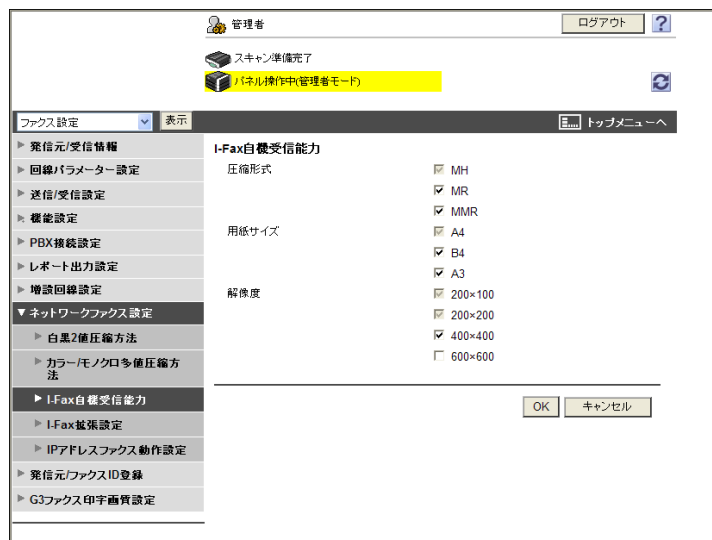 管理者
ログアウト
?
スキャン準備完了
パネル操作中(管理者モード)
ファクス設定
表示
トップメニューへ
発信元/受信情報
回線パラメーター設定
送信/受信設定
機能設定
PBX接続設定
レポート出力設定
増設回線設定
ネットワークファクス設定
白黒2値圧縮方法
カラー/モノクロ多値圧縮方
法
I-Fax自機受信能力
I-Fax拡張設定
IPアドレスファクス動作設定
発信元/ファクスID登録
G3ファクス印字画質設定
I-Fax自機受信能力
圧縮形式
MH
MR
MMR
用紙サイズ
A4
B4
A3
解像度
200×100
200×200
400×400
600×600
OK
キャンセル